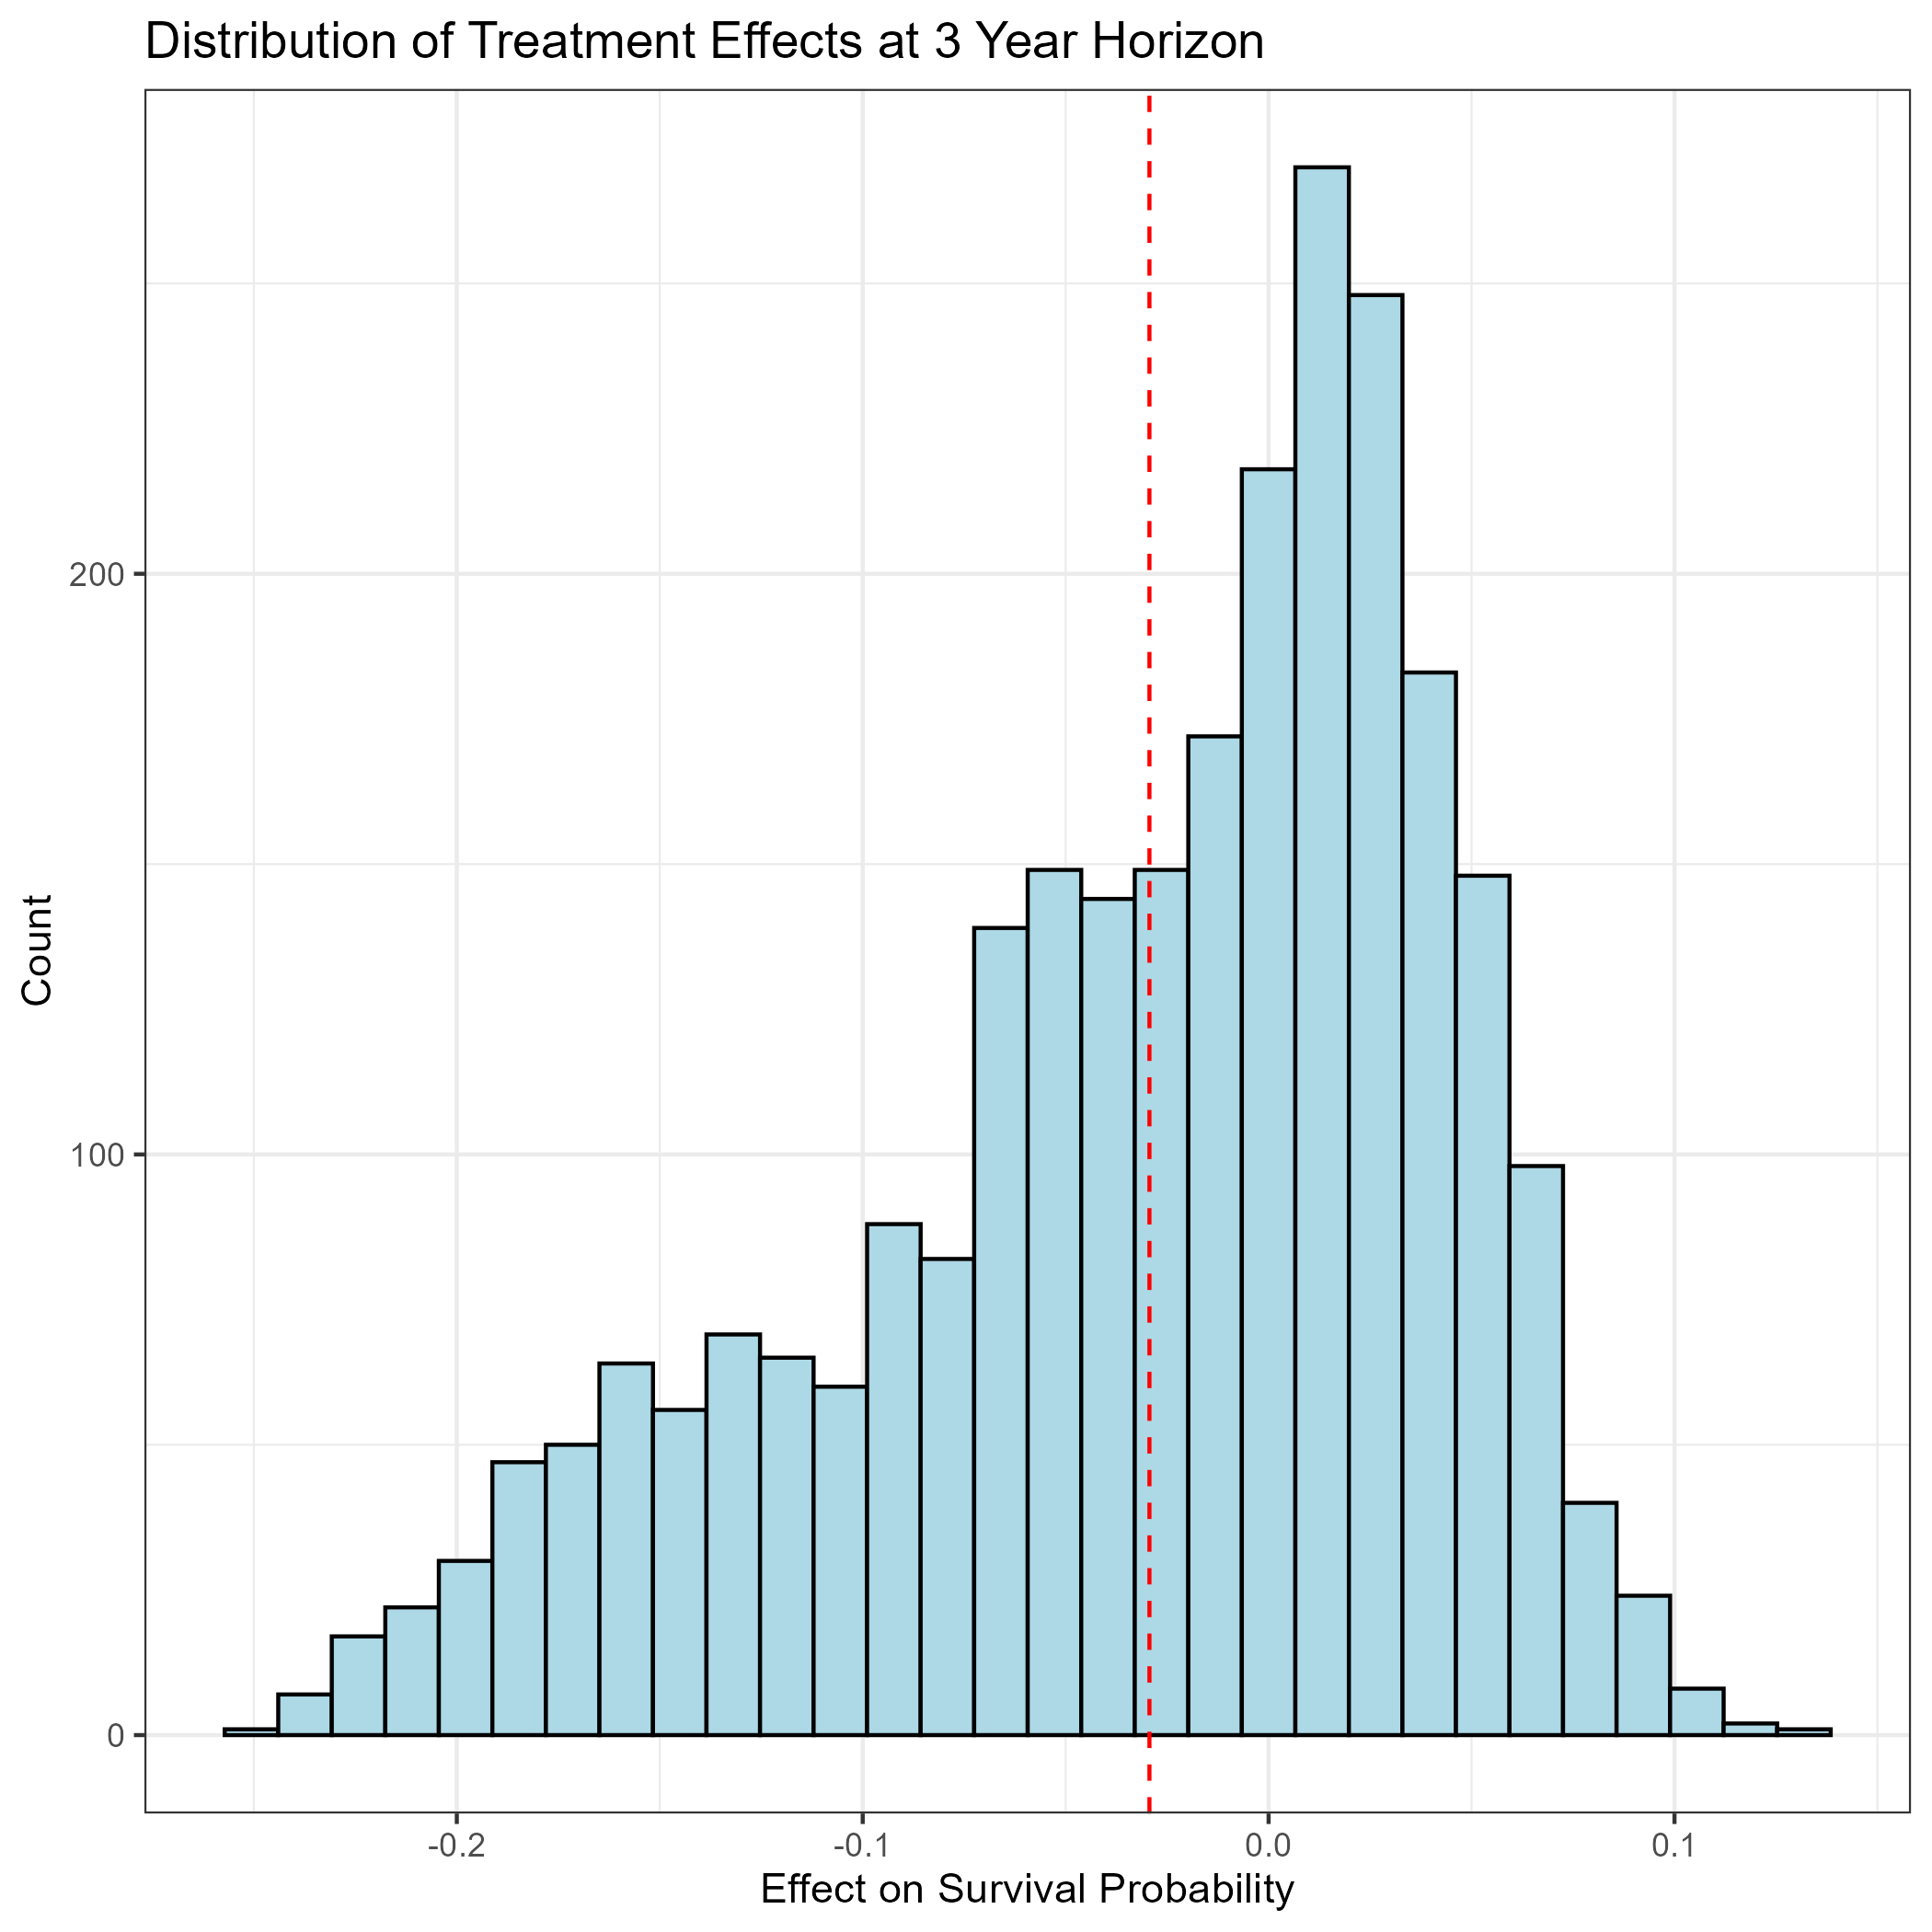 Distribution of Treatment Effects at 3 Year Horizon
Count
200
100
0
-0.2
-0.1
0.0
0.1
Effect on Survival Probability